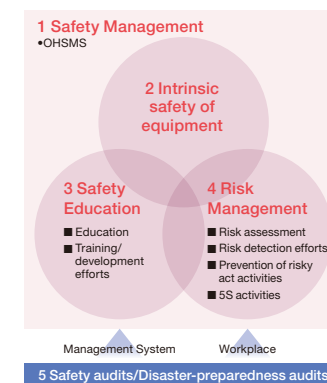 1 Safety Management
•OHSMS
2 Intrinsic
safety of
equipment
3 Safety
Education
■ Education
■ Training/
development
efforts
4 Risk
Management
■ Risk assessment
■ Risk detection efforts
■ Prevention of risky
act activities
■ 5S activities
Management System
Workplace
5 Safety audits/Disaster-preparedness audits